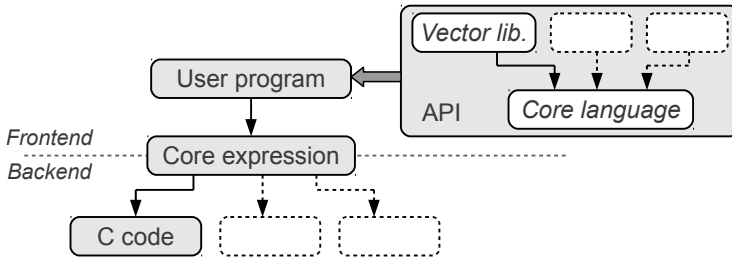 Vector lib.
User program
API
Core language
Frontend
Core expression
Backend
C code